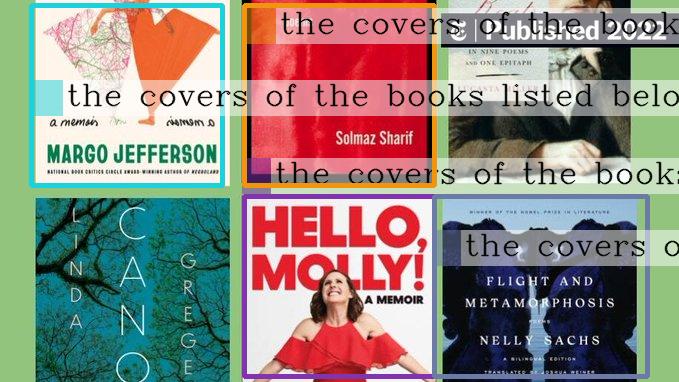 the covers of the book
Published 2022
IN NINE POEMS
AND ONE EPITAPH
the covers of the books listed belo
a memoir
MARGO JEFFERSON
NATIONAL BOOK CRITICS CIRCLE AWARD-WINNING AUTHOR OF NEGROLAND
Solmaz Sharif
the covers of the books
LINDA
CANO
GREGE
HELLO,
MOLLY!
A MEMOIR
WINNER OF THE NOBEL PRIZE IN LITERATURE
the covers o
FLIGHT AND
METAMORPHOSIS
POEMS
NELLY SACHS
A BILINGUAL EDITION
TRANSLATED BY JOSHUA WEINER